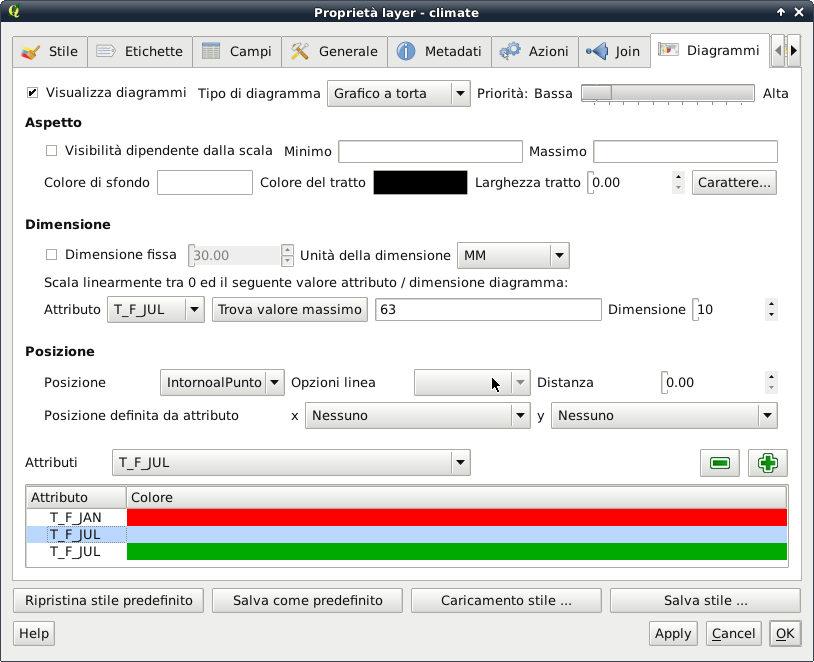 Proprietà layer - climate
Stile Etichette Campi Generale Metadati Azioni Join Diagrammi
Visualizza diagrammi Tipo di diagramma Grafico a torta Priorità: Bassa Alta
Aspetto
Visibilità dipendente dalla scala Minimo Massimo
Colore di sfondo Colore del tratto Larghezza tratto 0.00 Carattere...
Dimensione
Dimensione fissa 30.00 Unità della dimensione MM
Scala linearmente tra 0 ed il seguente valore attributo / dimensione diagramma:
Attributo T_F_JUL Trova valore massimo 63 Dimensione 10
Posizione
Posizione IntornoalPunto Opzioni linea Distanza 0.00
Posizione definita da attributo x Nessuno y Nessuno
Attributi T_F_JUL
Attributo Colore
T_F_JAN
T_F_JUL
T_F_JUL
Ripristina stile predefinito Salva come predefinito Caricamento stile ... Salva stile ...
Help Apply Cancel OK